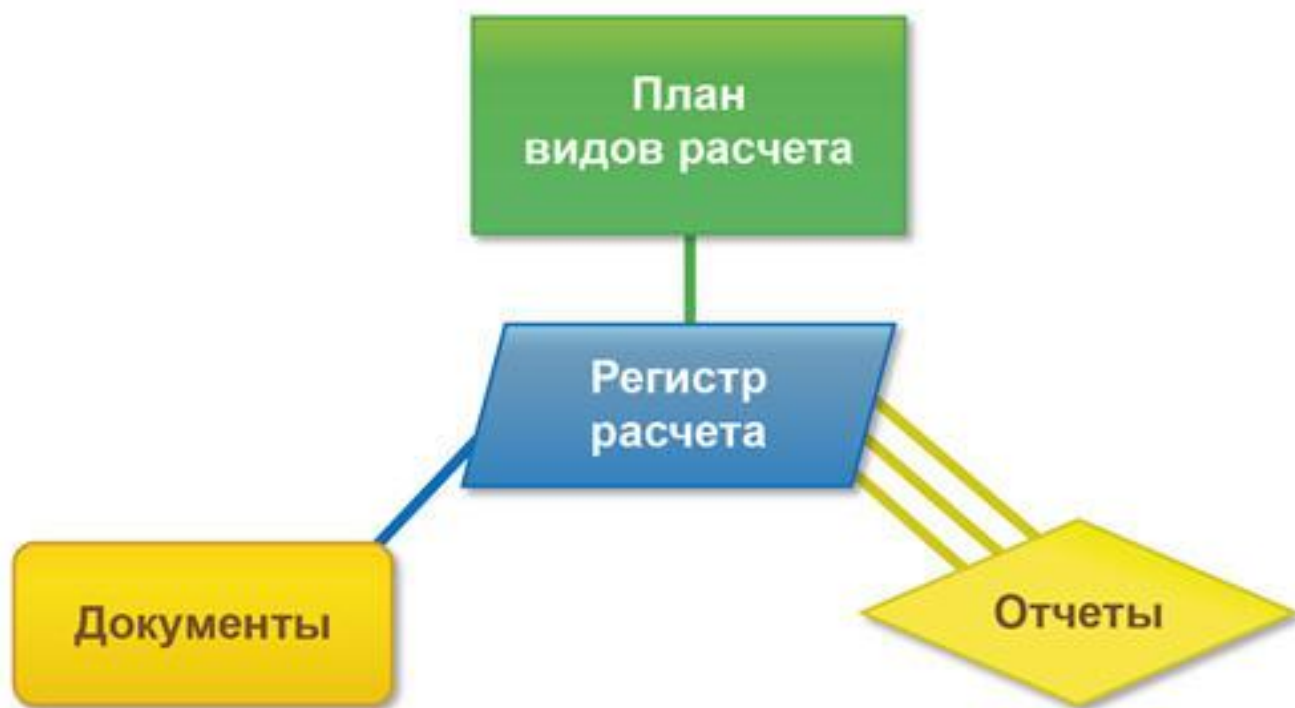 План
видов расчета
Регистр
расчета
Документы
Отчеты